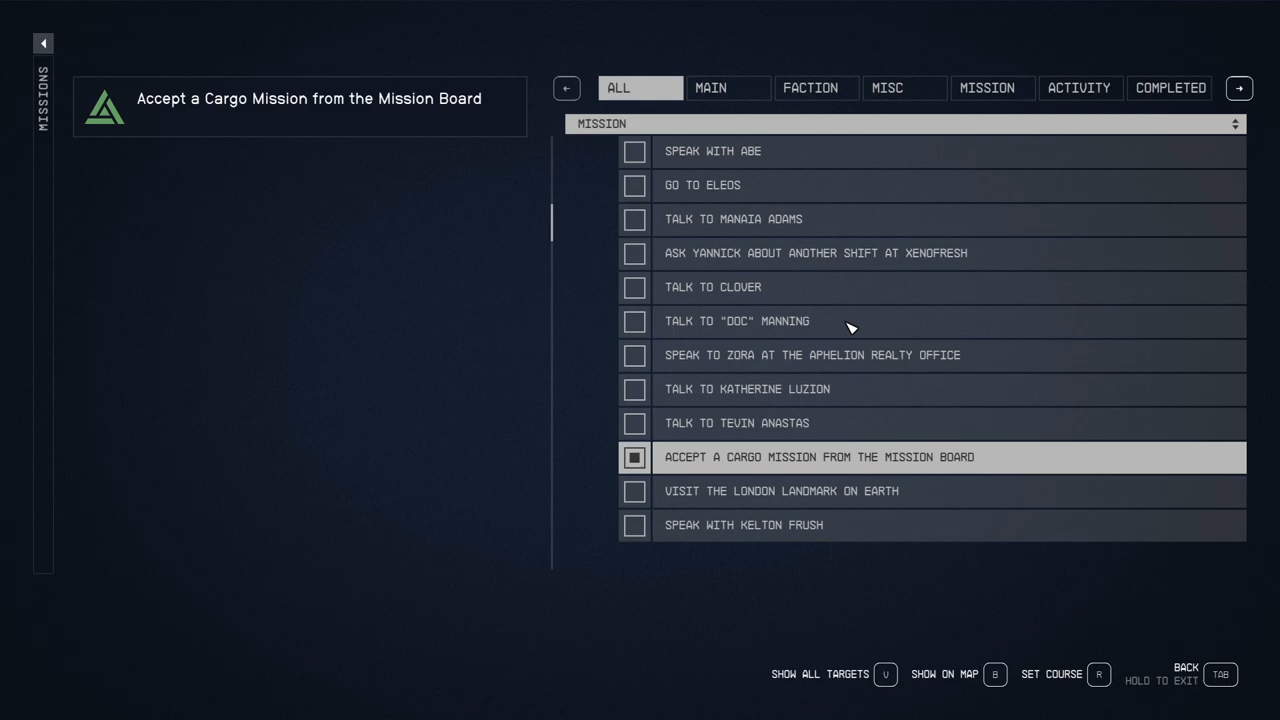 MISSIONS
Accept a Cargo Mission from the Mission Board
ALL
MAIN
FACTION
MISC
MISSION
ACTIVITY
COMPLETED
MISSION
SPEAK WITH ABE
GO TO ELEOS
TALK TO MANAIA ADAMS
ASK YANNICK ABOUT ANOTHER SHIFT AT XENOFRESH
TALK TO CLOVER
TALK TO "DOC" MANNING
SPEAK TO ZORA AT THE APHELION REALTY OFFICE
TALK TO KATHERINE LUZION
TALK TO TEVIN ANASTAS
ACCEPT A CARGO MISSION FROM THE MISSION BOARD
VISIT THE LONDON LANDMARK ON EARTH
SPEAK WITH KELTON FRUSH
SHOW ALL TARGETS V
SHOW ON MAP B
SET COURSE R
BACK
HOLD TO EXIT
TAB